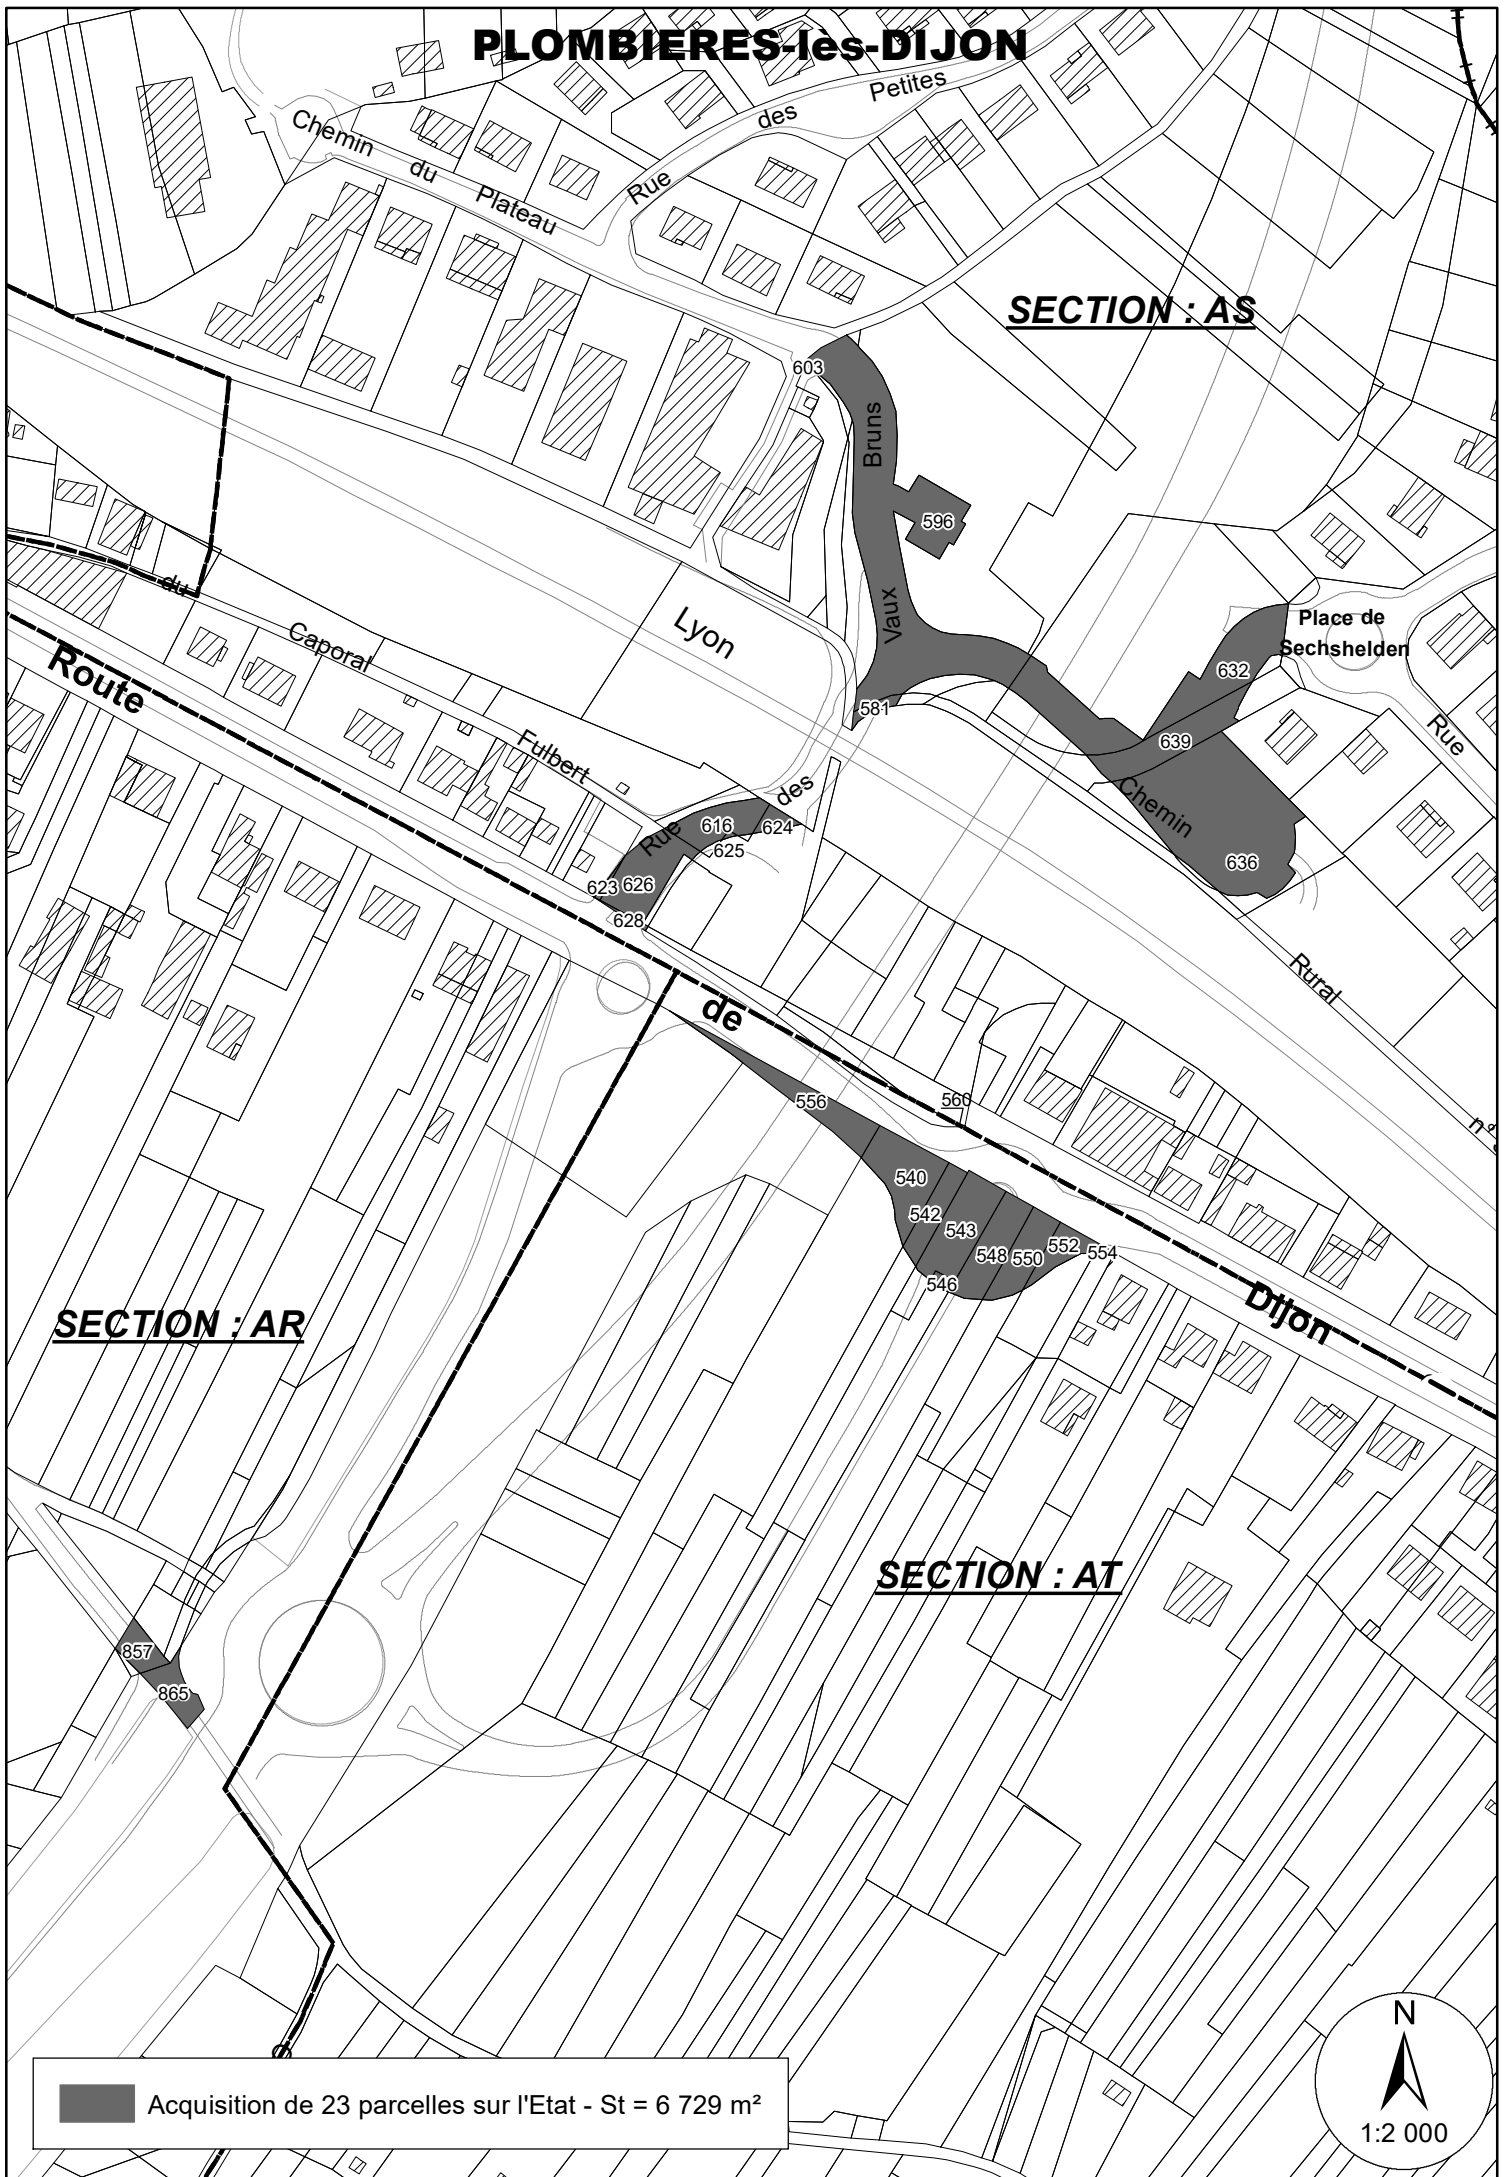 PLOMBIERES-lès-DIJON
Chemin du Plateau
Rue des Petites
SECTION : AS
603
Bruns
596
Vaux
Lyon
du Caporal Fulbert
Route de Dijon
Place de
Sechshelden
632
581
639
Rue
Chemin
636
Rural
n°
des
Rue
616
624
625
623
626
628
556
560
540
542
543
548
550
552
554
546
SECTION : AR
SECTION : AT
857
865
N
1:2 000
Acquisition de 23 parcelles sur l'Etat - St = 6 729 m²